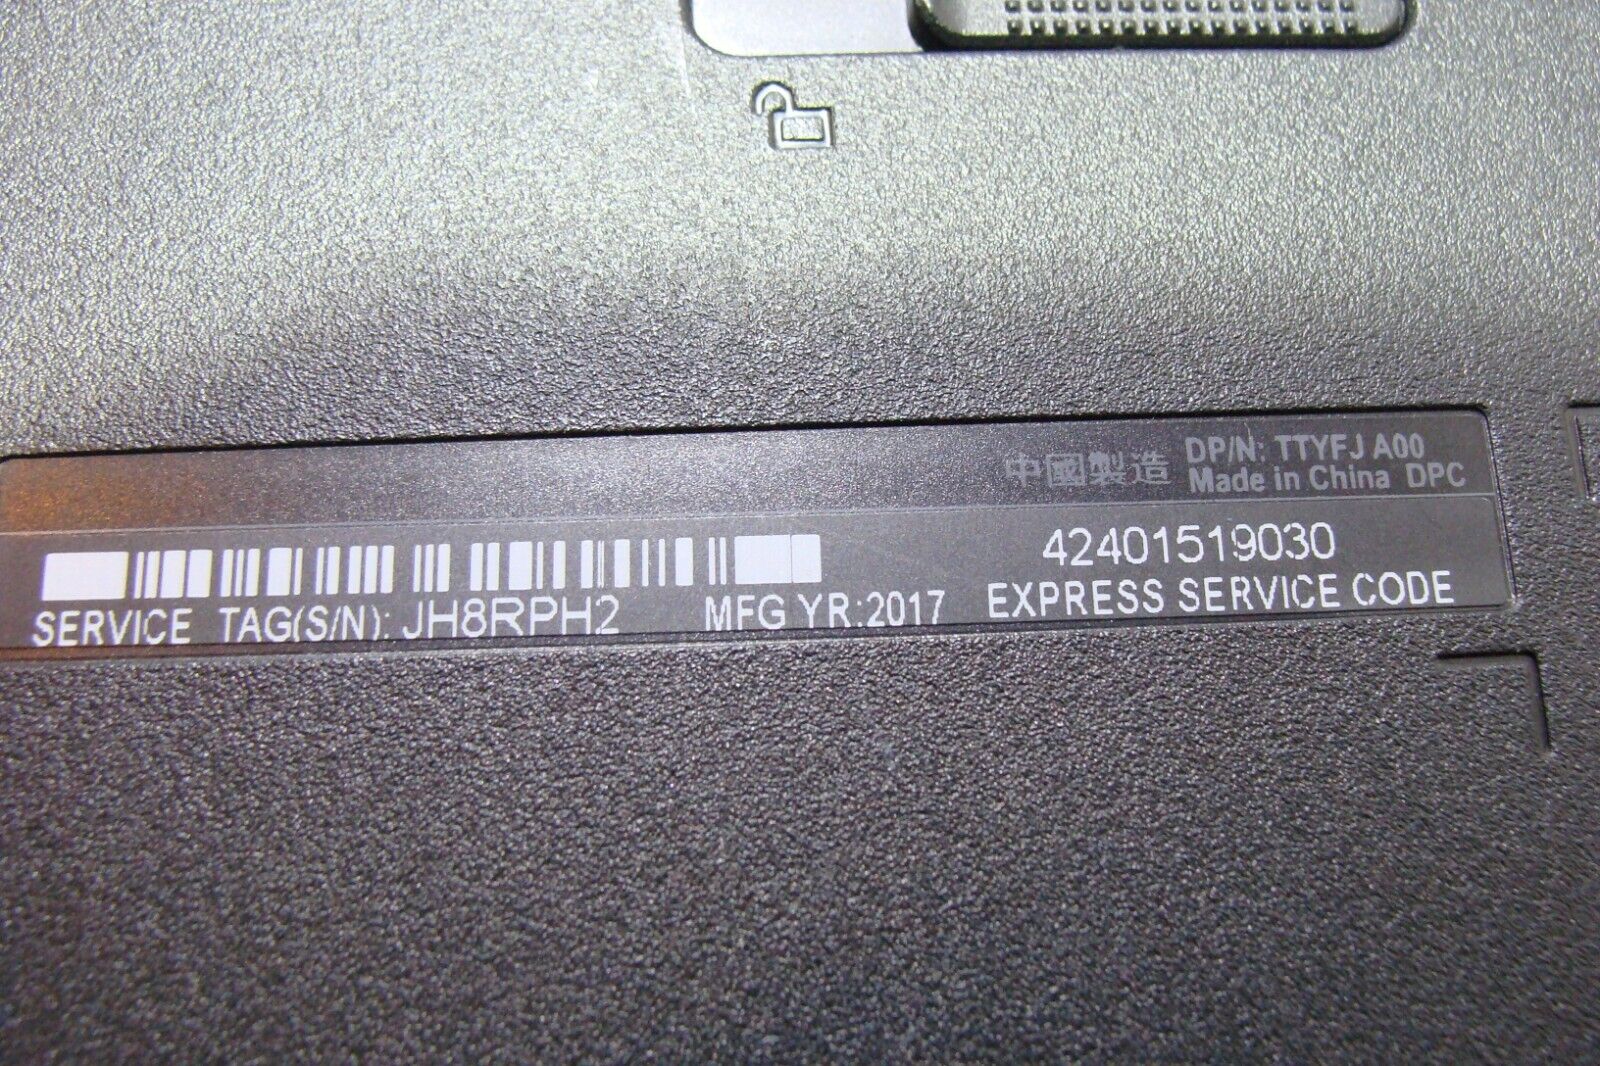 中國製造 DP/N: TTYFJ A00
Made in China DPC
42401519030
SERVICE TAG(S/N): JH8RPH2 MFG YR:2017 EXPRESS SERVICE CODE